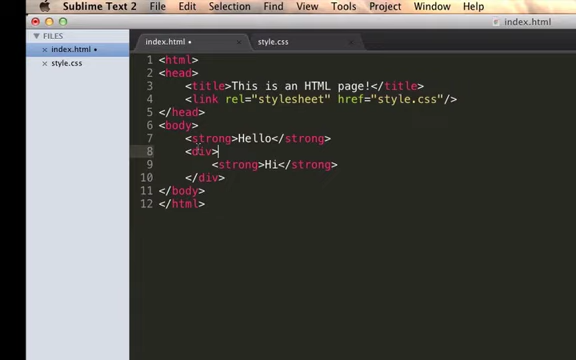 Sublime Text 2 File Edit Selection Find View Tools Project Window Help
index.html
FILES
index.html
style.css
index.html style.css
1 <html>
2 <head>
3 <title>This is an HTML page!</title>
4 <link rel="stylesheet" href="style.css"/>
5 </head>
6 <body>
7 <strong>Hello</strong>
8 <div>
9 <strong>Hi</strong>
10 </div>
11 </body>
12 </html>